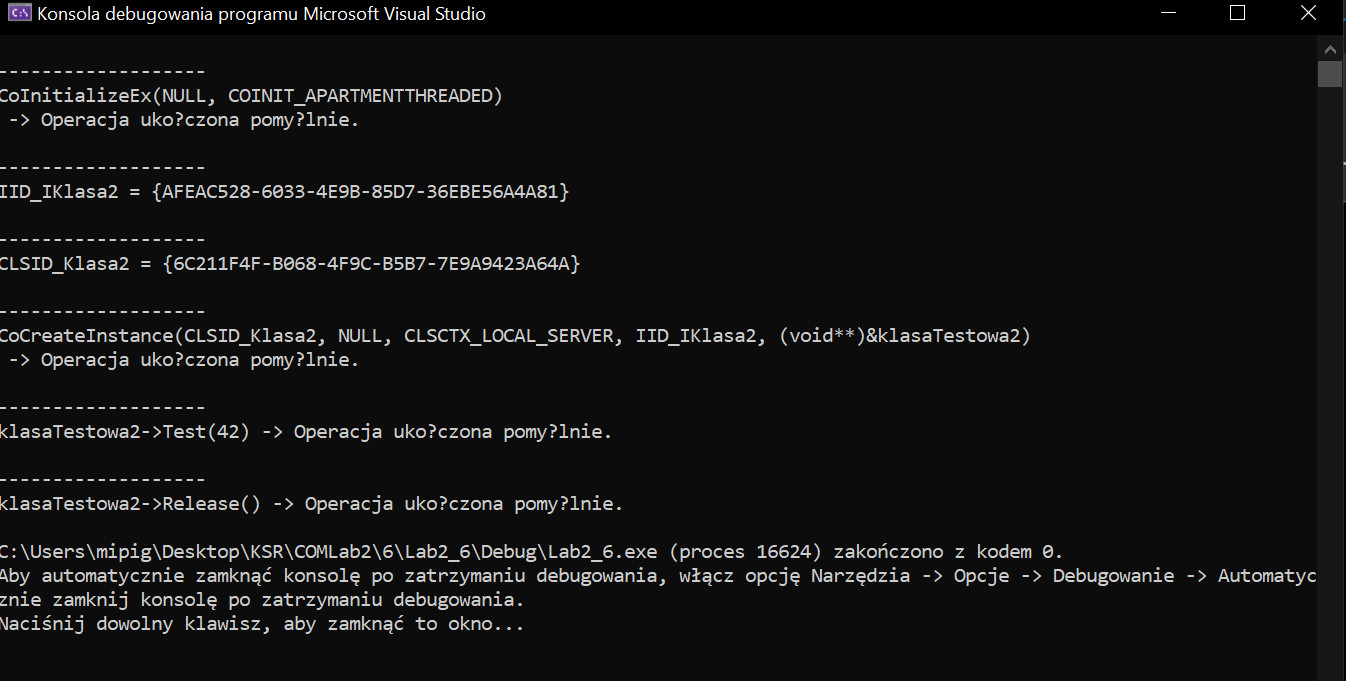 Konsola debugowania programu Microsoft Visual Studio
-------------------
CoInitializeEx(NULL, COINIT_APARTMENTTHREADED)
-> Operacja uko?czona pomy?lnie.
-------------------
IID_IKlasa2 = {AFEAC528-6033-4E9B-85D7-36EBE56A4A81}
-------------------
CLSID_Klasa2 = {6C211F4F-B068-4F9C-B5B7-7E9A9423A64A}
-------------------
CoCreateInstance(CLSID_Klasa2, NULL, CLSCTX_LOCAL_SERVER, IID_IKlasa2, (void**)&klasaTestowa2)
-> Operacja uko?czona pomy?lnie.
-------------------
klasaTestowa2->Test(42) -> Operacja uko?czona pomy?lnie.
-------------------
klasaTestowa2->Release() -> Operacja uko?czona pomy?lnie.
C:\Users\mipig\Desktop\KSR\COMLab2\6\Lab2_6\Debug\Lab2_6.exe (proces 16624) zakończono z kodem 0.
Aby automatycznie zamknąć konsolę po zatrzymaniu debugowania, włącz opcję Narzędzia -> Opcje -> Debugowanie -> Automatyc
znie zamknij konsolę po zatrzymaniu debugowania.
Naciśnij dowolny klawisz, aby zamknąć to okno...